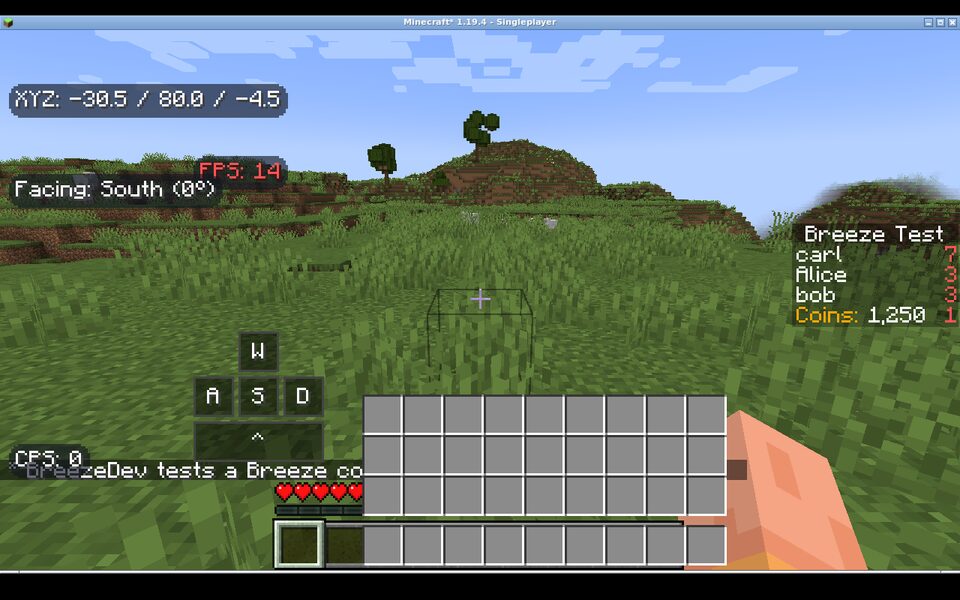 Minecraft* 1.19.4 - Singleplayer
XYZ: -30.5 / 80.0 / -4.5
FPS: 14
Facing: South (0°)
Breeze Test
carl 7
Alice 3
bob 3
Coins: 1,250 1
W
A S D
^
CPS: 0
BreezeDev tests a Breeze co